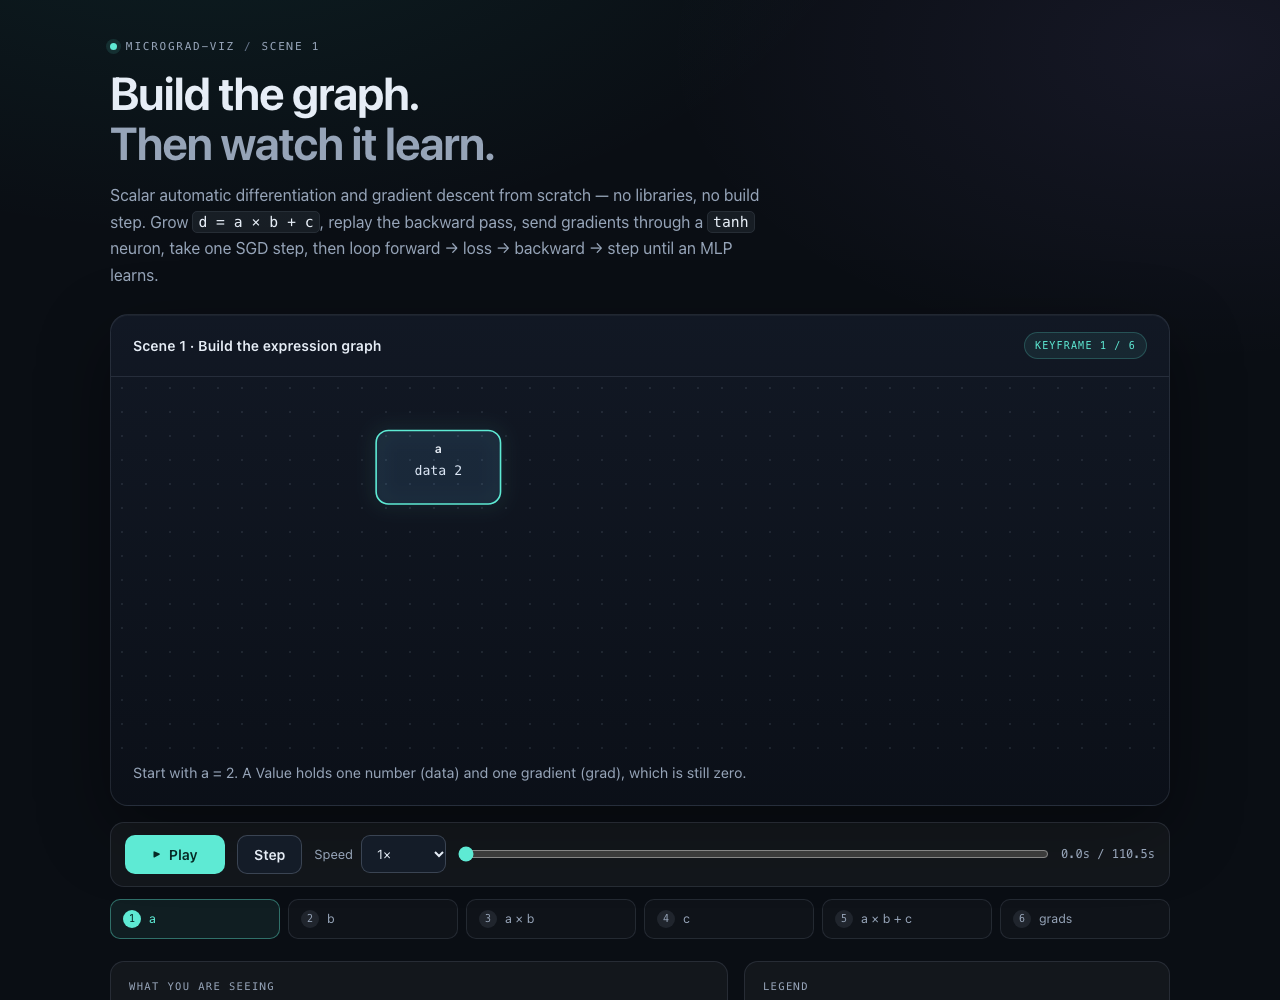 MICROGRAD-VIZ / SCENE 1
Build the graph.
Then watch it learn.
Scalar automatic differentiation and gradient descent from scratch — no libraries, no build
step. Grow d = a × b + c, replay the backward pass, send gradients through a tanh
neuron, take one SGD step, then loop forward → loss → backward → step until an MLP
learns.
Scene 1 · Build the expression graph
KEYFRAME 1 / 6
a
data 2
Start with a = 2. A Value holds one number (data) and one gradient (grad), which is still zero.
Play Step Speed 1× 0.0s / 110.5s
1 a 2 b 3 a × b 4 c 5 a × b + c 6 grads
WHAT YOU ARE SEEING
LEGEND